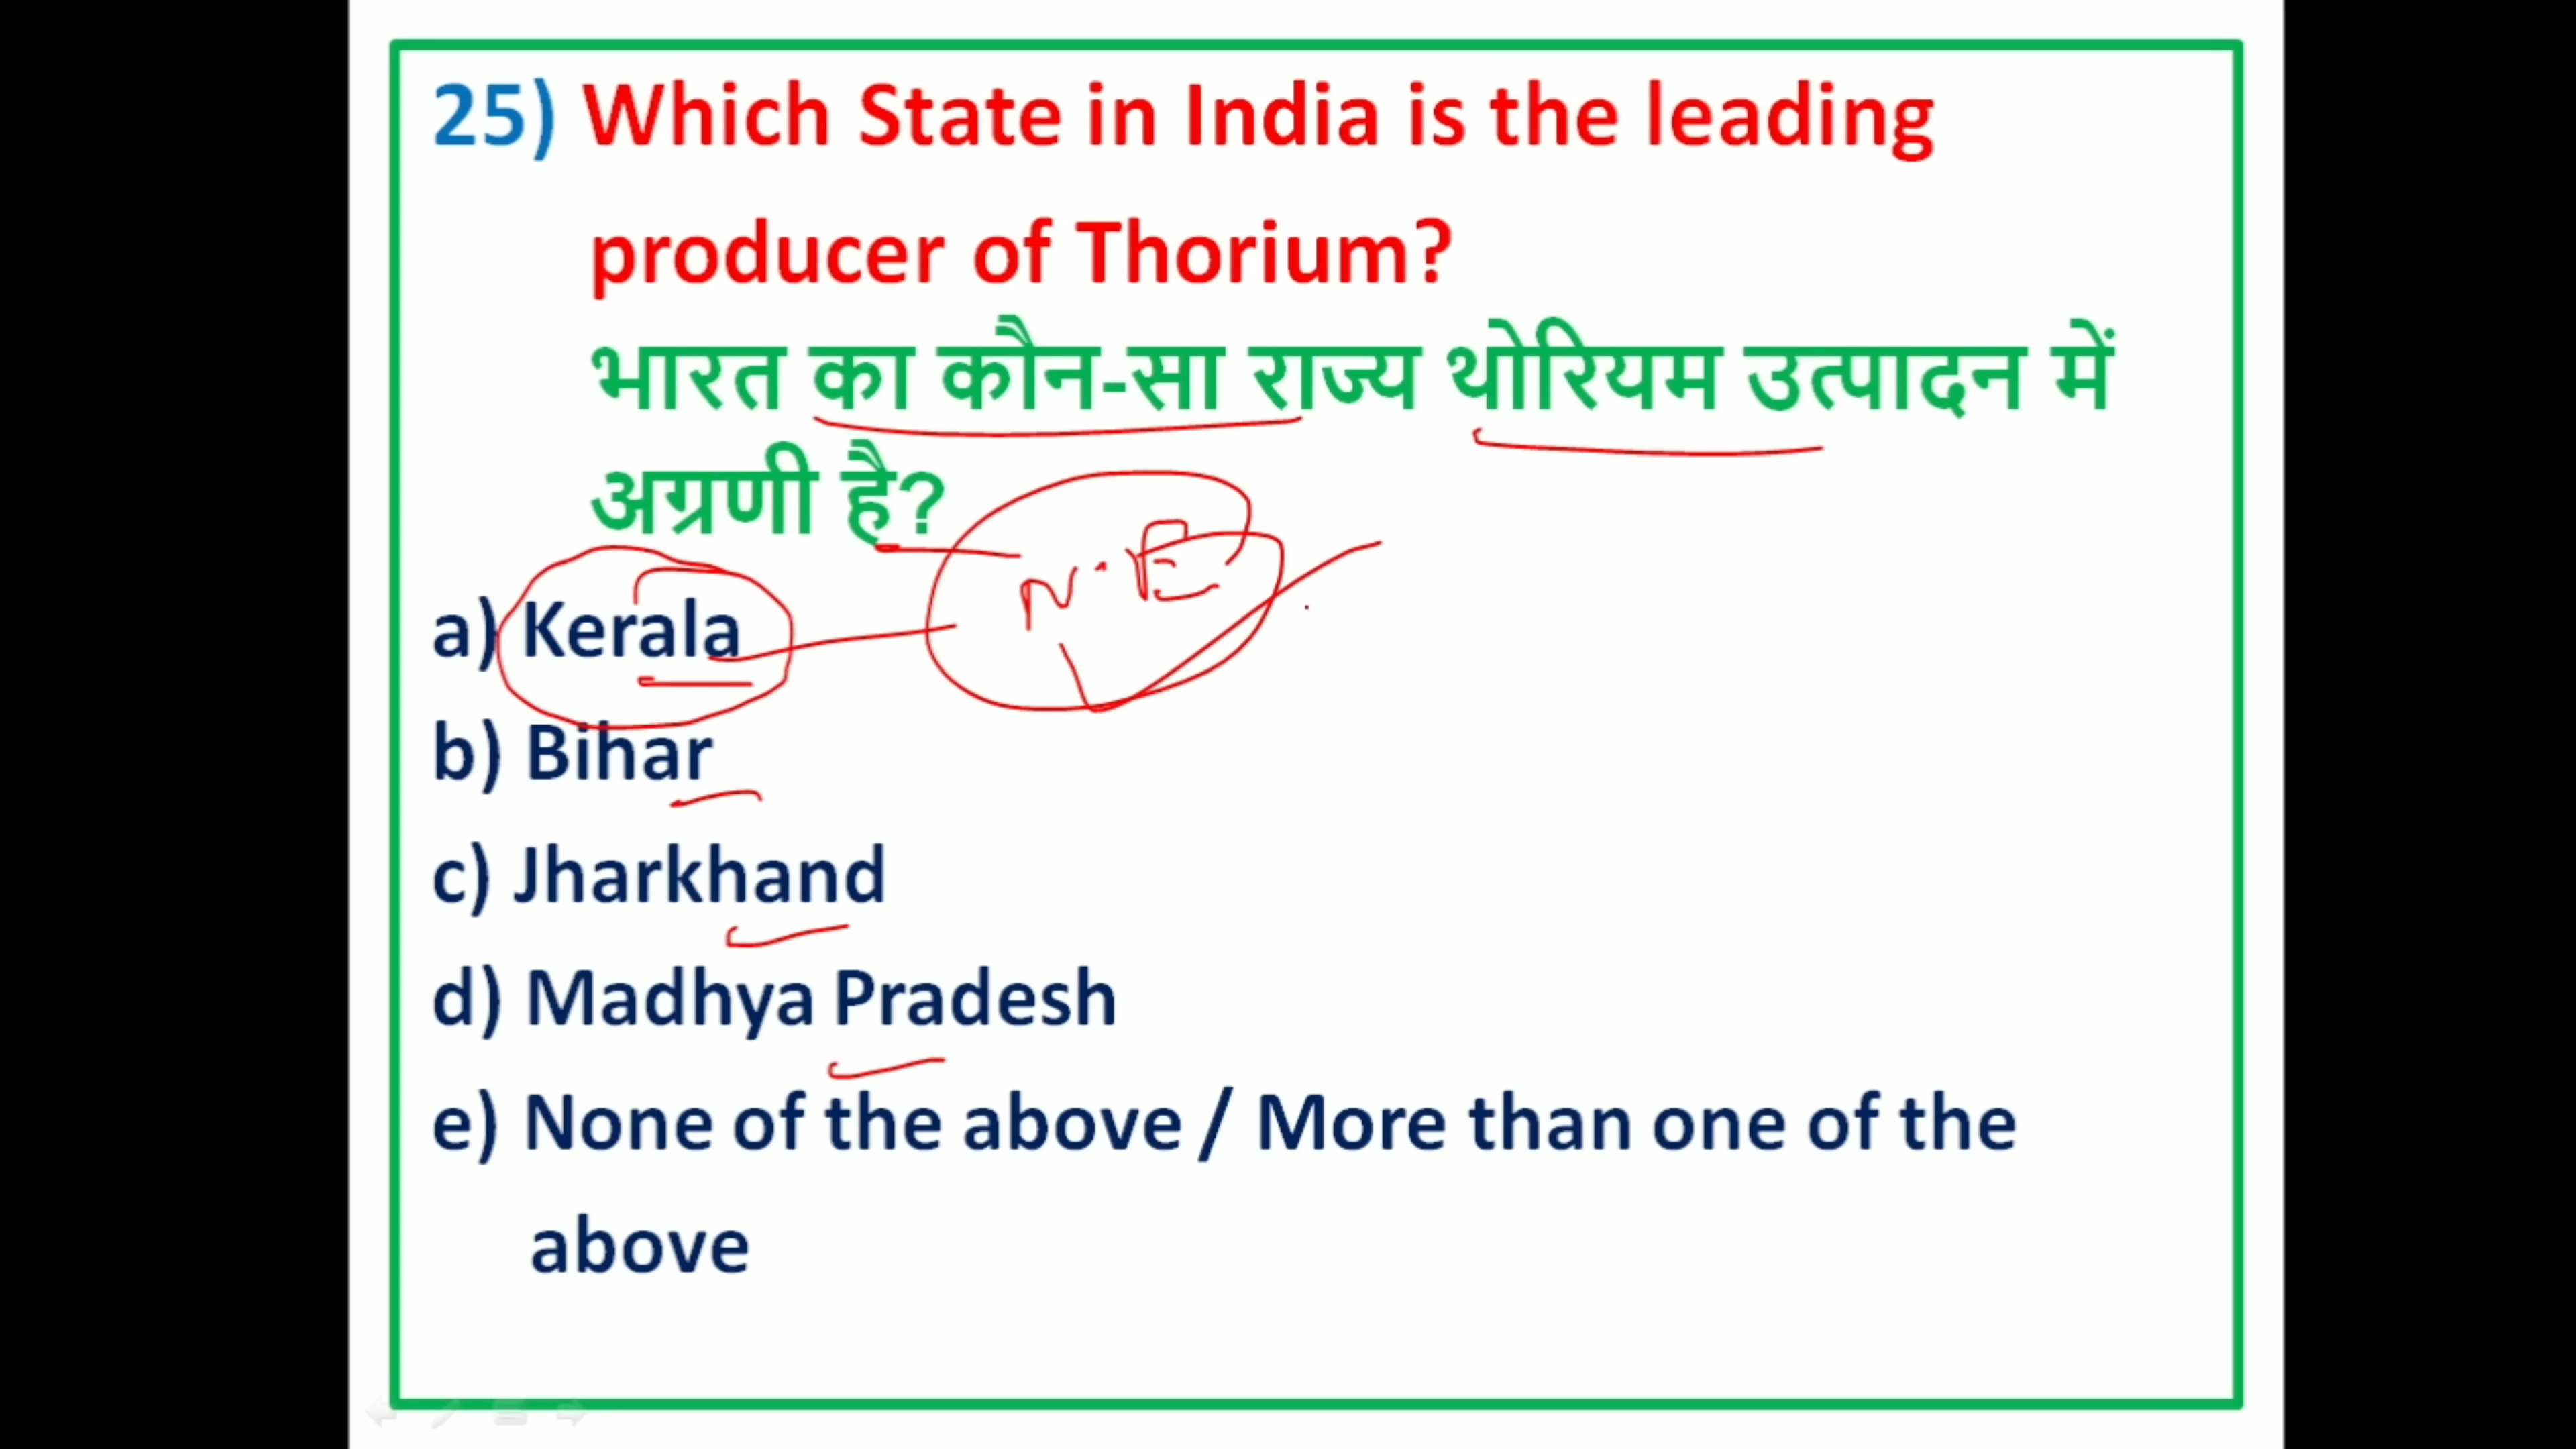 25) Which State in India is the leading
producer of Thorium?
भारत का कौन-सा राज्य थोरियम उत्पादन में
अग्रणी है?
N.E
a) Kerala
b) Bihar
c) Jharkhand
d) Madhya Pradesh
e) None of the above / More than one of the
above